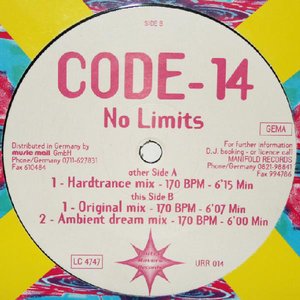 SIDE B
CODE-14
No Limits
GEMA
Distributed in Germany by
music mail GmbH
Phone/Germany 0711-627831
Fax 610484
For further information
D.J. booking - or licence call
MANIFOLD RECORDS
Phone/Germany 0821-98841
Fax 994766
other Side A
1 - Hardtrance mix - 170 BPM - 6'15 Min
this Side B
1 - Original mix - 170 BPM - 6'07 Min
2 - Ambient dream mix - 170 BPM - 6'00 Min
LC 4747
Records
URR 014